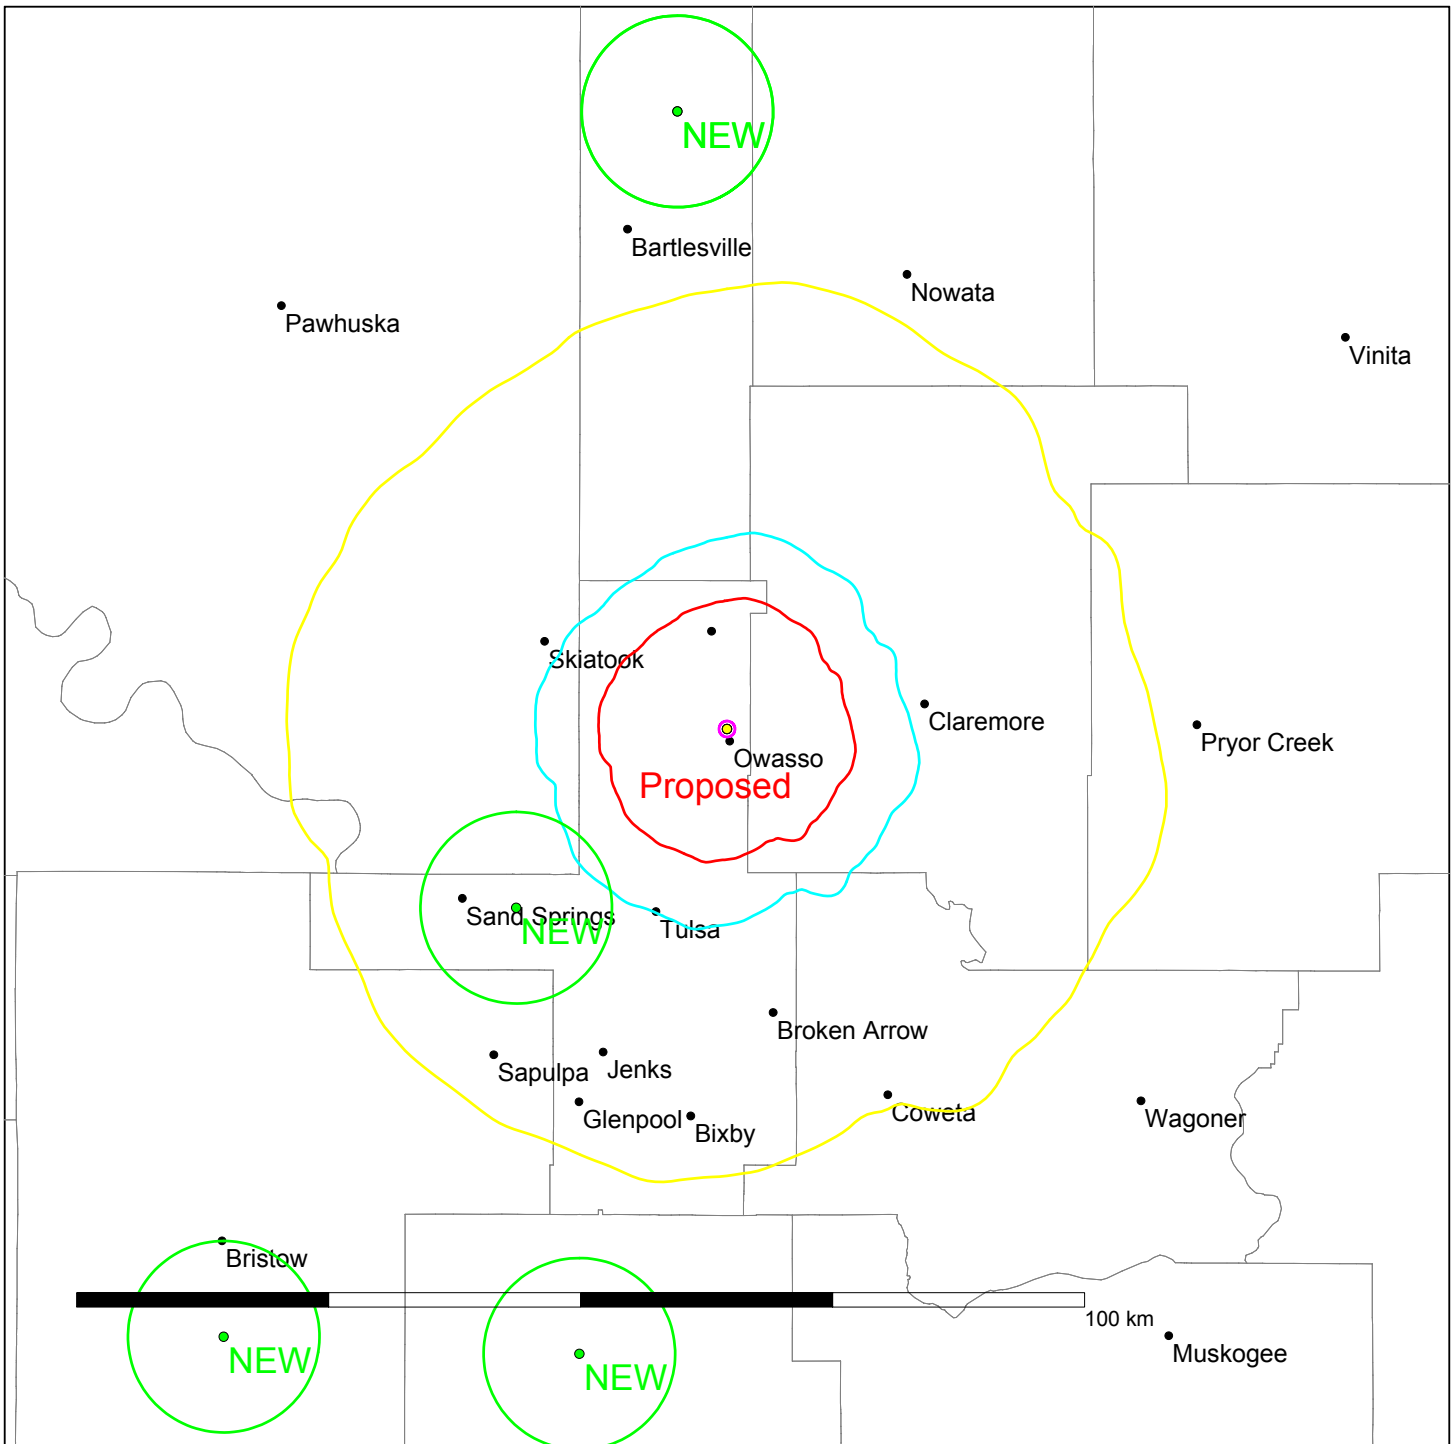 NEW
Bartlesville
Nowata
Pawhuska
Vinita
Skiatook
Claremore
Pryor Creek
Owasso
Proposed
Sand Springs
NEW
Tulsa
Broken Arrow
Sapulpa
Jenks
Glenpool
Bixby
Coweta
Wagoner
Bristow
100 km
NEW
NEW
Muskogee